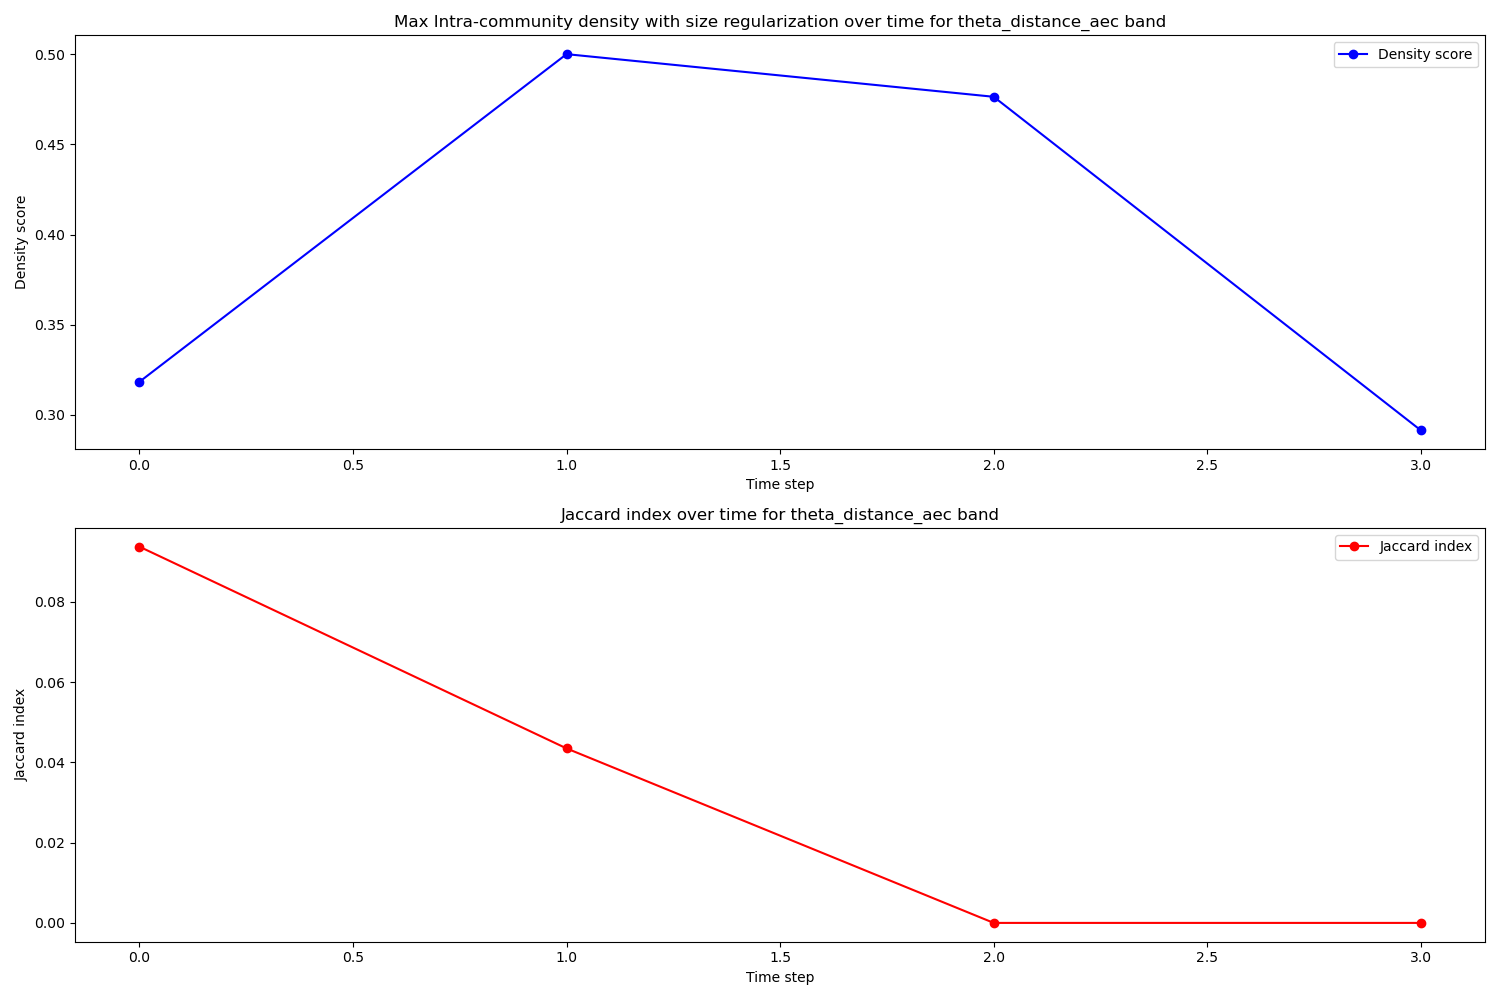 Max Intra-community density with size regularization over time for theta_distance_aec band
Density score
0.50
0.45
0.40
0.35
0.30
Density score
0.0 0.5 1.0 1.5 2.0 2.5 3.0
Time step
Jaccard index over time for theta_distance_aec band
Jaccard index
0.08
0.06
0.04
0.02
0.00
Jaccard index
0.0 0.5 1.0 1.5 2.0 2.5 3.0
Time step